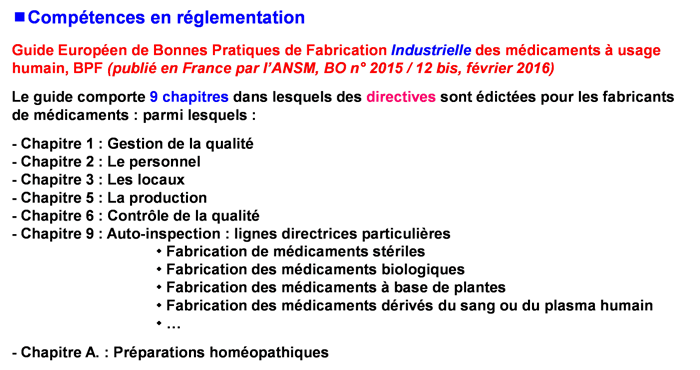 ■Compétences en réglementation
Guide Européen de Bonnes Pratiques de Fabrication Industrielle des médicaments à usage
humain, BPF (publié en France par l’ANSM, BO n° 2015 / 12 bis, février 2016)
Le guide comporte 9 chapitres dans lesquels des directives sont édictées pour les fabricants
de médicaments : parmi lesquels :
- Chapitre 1 : Gestion de la qualité
- Chapitre 2 : Le personnel
- Chapitre 3 : Les locaux
- Chapitre 5 : La production
- Chapitre 6 : Contrôle de la qualité
- Chapitre 9 : Auto-inspection : lignes directrices particulières
• Fabrication de médicaments stériles
• Fabrication des médicaments biologiques
• Fabrication des médicaments à base de plantes
• Fabrication des médicaments dérivés du sang ou du plasma humain
• …
- Chapitre A. : Préparations homéopathiques